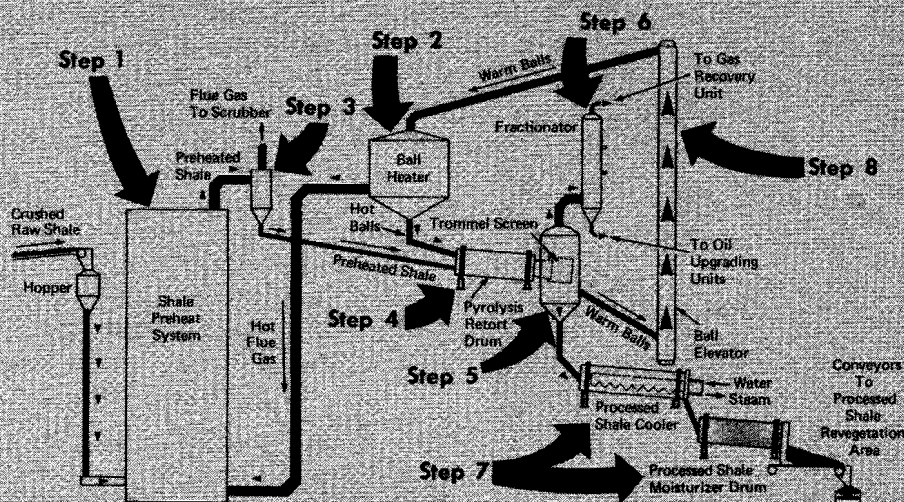 Step 1
Step 2
Step 6
Warm Balls
To Gas
Recovery
Unit
Flue Gas
To Scrubber
Step 3
Fractionator
Preheated
Shale
Ball
Heater
Step 8
Crushed
Raw Shale
Hot
Balls
Trommel Screen
To Oil
Upgrading
Units
Preheated Shale
Hopper
Shale
Preheat
System
Hot
Flue
Gas
Step 4
Pyrolysis
Retort
Drum
Warm Balls
Ball
Elevator
Step 5
Water
Steam
Conveyors
To
Processed
Shale
Revegetation
Area
Processed
Shale Cooler
Step 7
Processed Shale
Moisturizer Drum